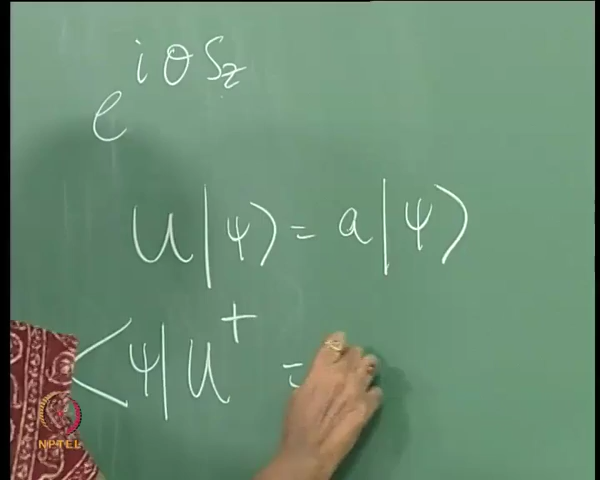 e^{iθS_z}
U|ψ⟩ = a|ψ⟩
<ψ|U^† =
NPTEL